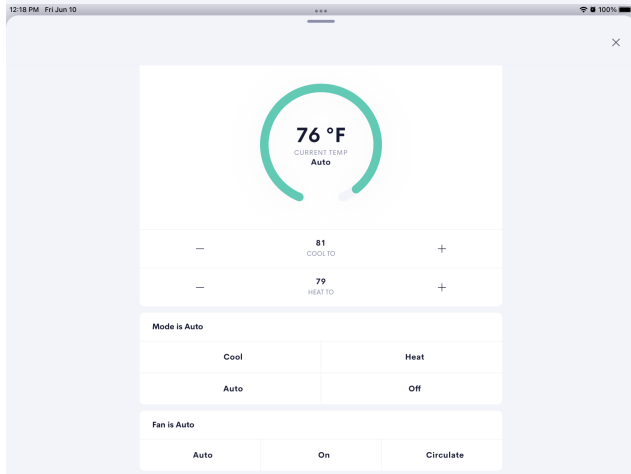 12:18 PM Fri Jun 10
100%
76 °F
CURRENT TEMP
Auto
81
COOL TO
79
HEAT TO
Mode is Auto
Cool Heat
Auto Off
Fan is Auto
Auto On Circulate